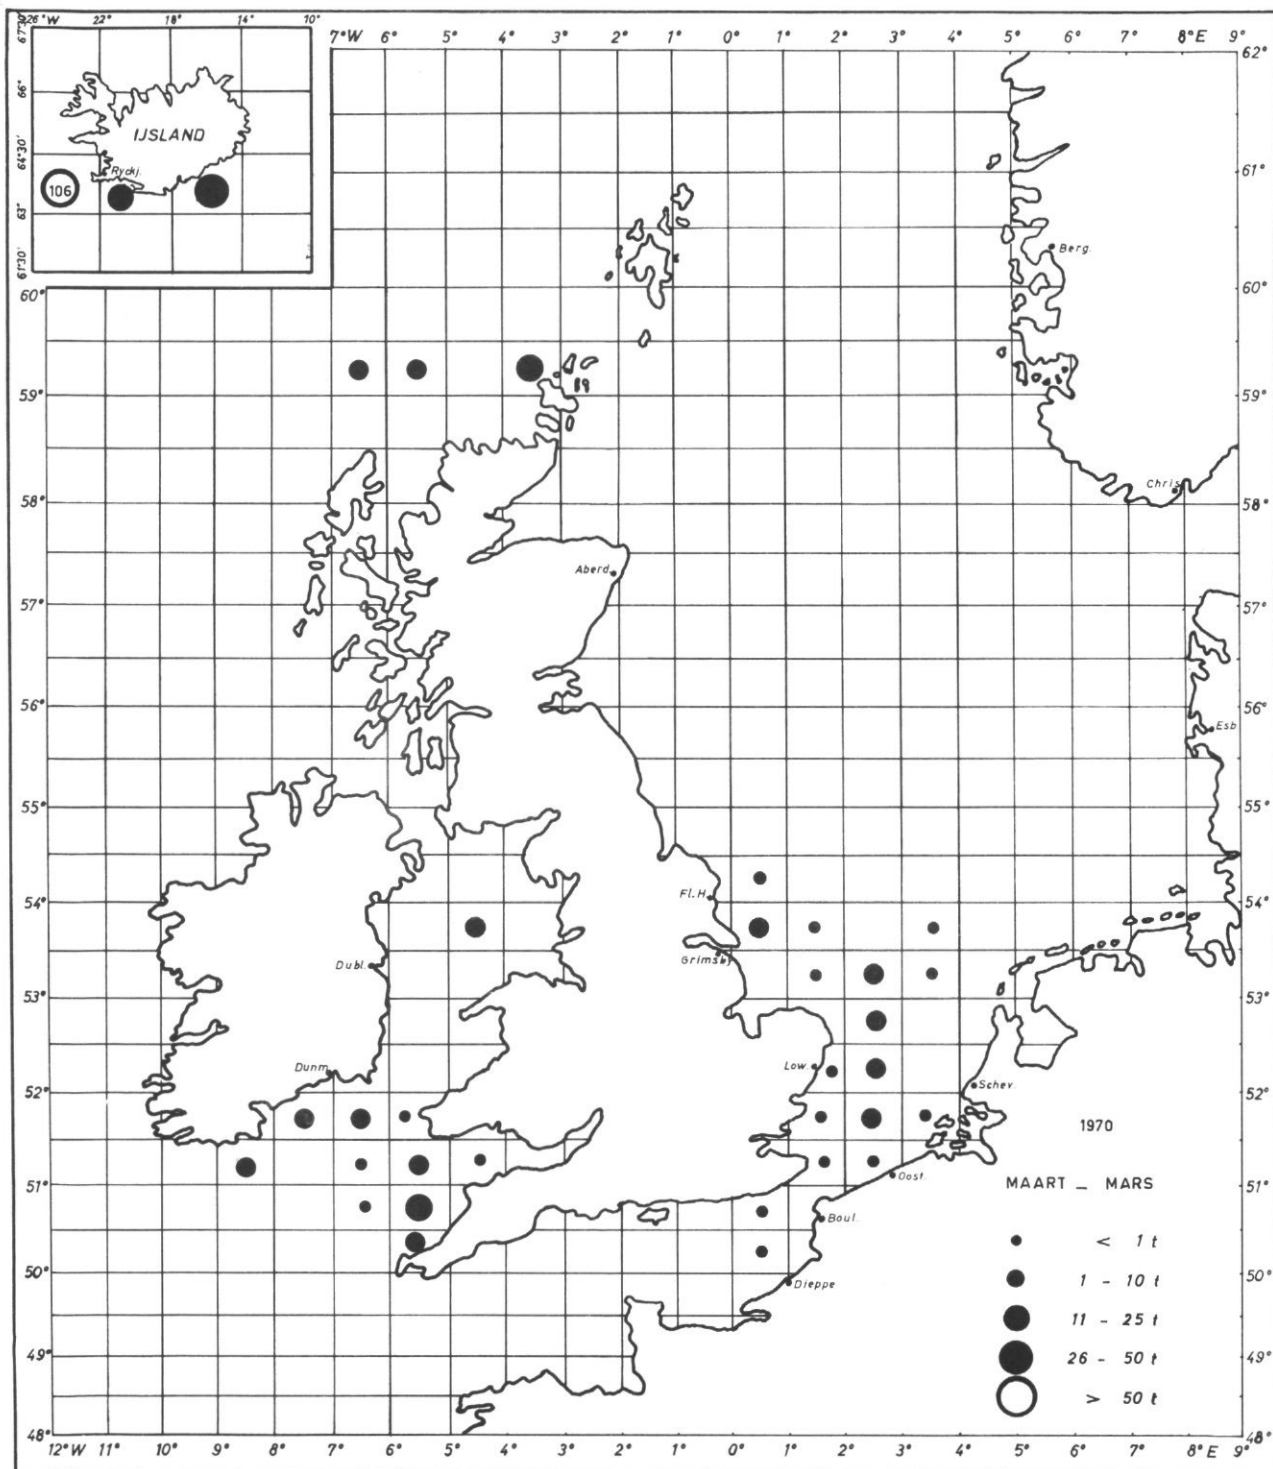 26°W 22° 18° 14° 10°
67°30'
66°
64°30'
63°
61°30'
IJSLAND
Ryckj.
106
7°W 6° 5° 4° 3° 2° 1° 0° 1° 2° 3° 4° 5° 6° 7° 8°E 9°
62°
61°
60° 60°
59° 59°
58° 58°
57° 57°
56° 56°
55° 55°
54° 54°
53° 53°
52° 52°
51° 51°
50° 50°
49° 49°
48° 48°
Berg.
Chris
Aberd.
Esb
Fl.H.
Grimsby
Dubl.
Dunm
Low.
Schev.
Oost.
Boul.
Dieppe
1970
MAART _ MARS
< 1 t
1 - 10 t
11 - 25 t
26 - 50 t
> 50 t
12°W 11° 10° 9° 8° 7° 6° 5° 4° 3° 2° 1° 0° 1° 2° 3° 4° 5° 6° 7° 8°E 9°